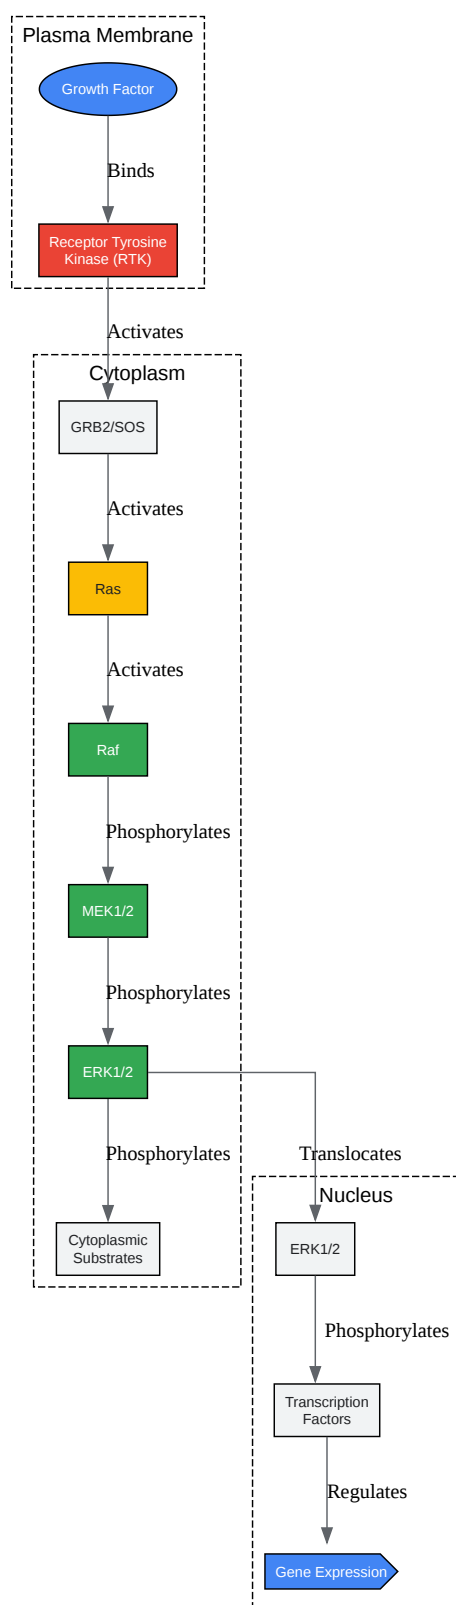 Plasma Membrane
Growth Factor
Binds
Receptor Tyrosine
Kinase (RTK)
Activates
Cytoplasm
GRB2/SOS
Activates
Ras
Activates
Raf
Phosphorylates
MEK1/2
Phosphorylates
ERK1/2
Phosphorylates
Translocates
Cytoplasmic
Substrates
Nucleus
ERK1/2
Phosphorylates
Transcription
Factors
Regulates
Gene Expression